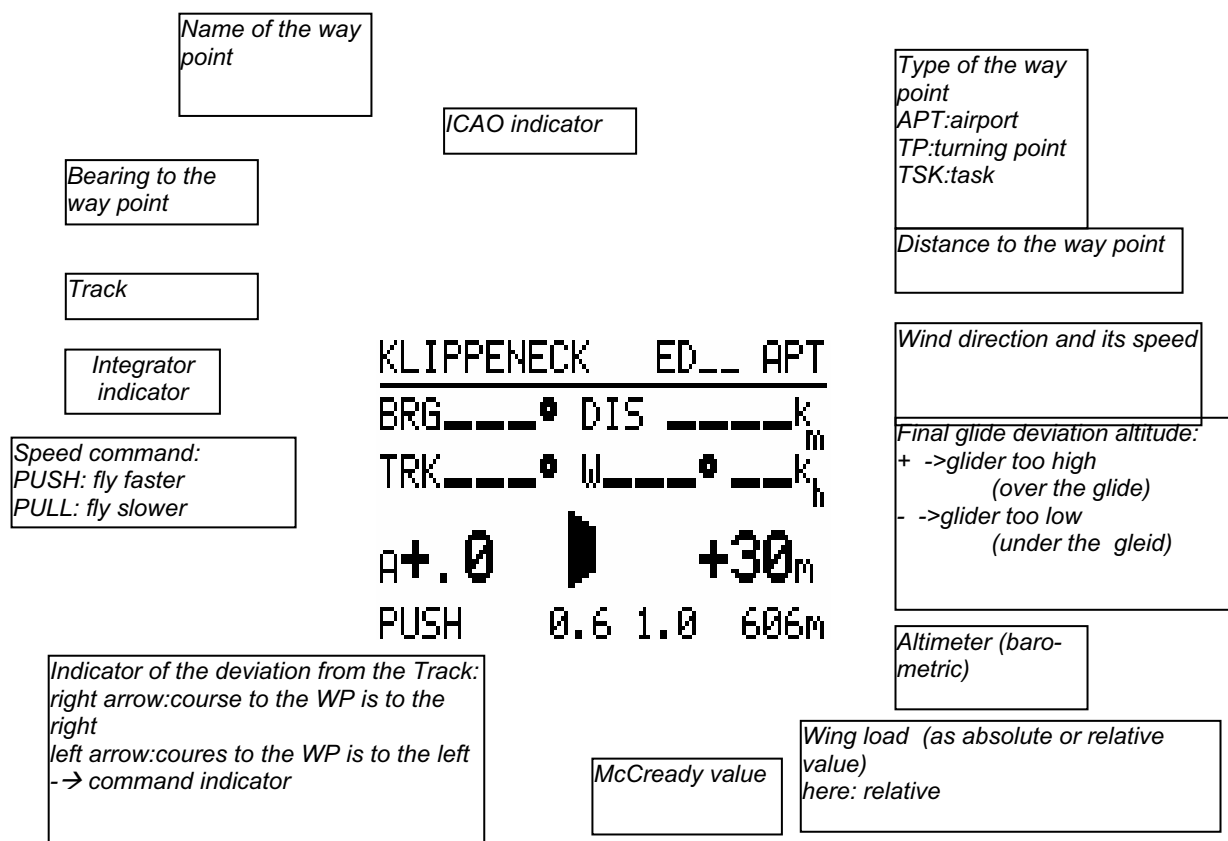 Name of the way
point
ICAO indicator
Type of the way
point
APT:airport
TP:turning point
TSK:task
Bearing to the
way point
Distance to the way point
Track
Wind direction and its speed
Integrator
indicator
KLIPPENECK ED__ APT
BRG___° DIS ____km
TRK___° W___°__kh
A+.0 +30m
PUSH 0.6 1.0 606m
Speed command:
PUSH: fly faster
PULL: fly slower
Final glide deviation altitude:
+ ->glider too high
(over the glide)
- ->glider too low
(under the gleid)
Altimeter (baro-
metric)
Indicator of the deviation from the Track:
right arrow:course to the WP is to the
right
left arrow:coures to the WP is to the left
-→ command indicator
McCready value
Wing load (as absolute or relative
value)
here: relative